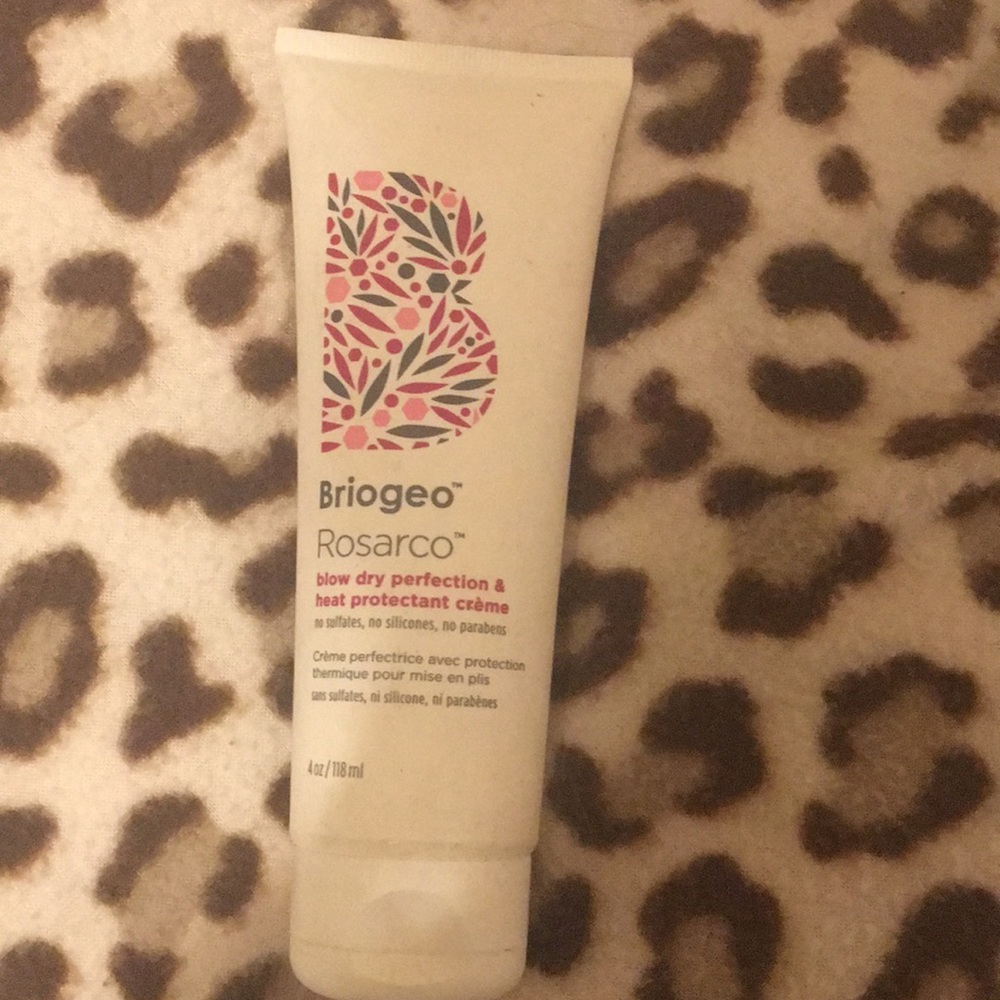 B
Briogeo™
Rosarco™
blow dry perfection &
heat protectant crème
no sulfates, no silicones, no parabens
Crème perfectrice avec protection
thermique pour mise en plis
sans sulfates, ni silicone, ni parabènes
4 oz / 118 ml